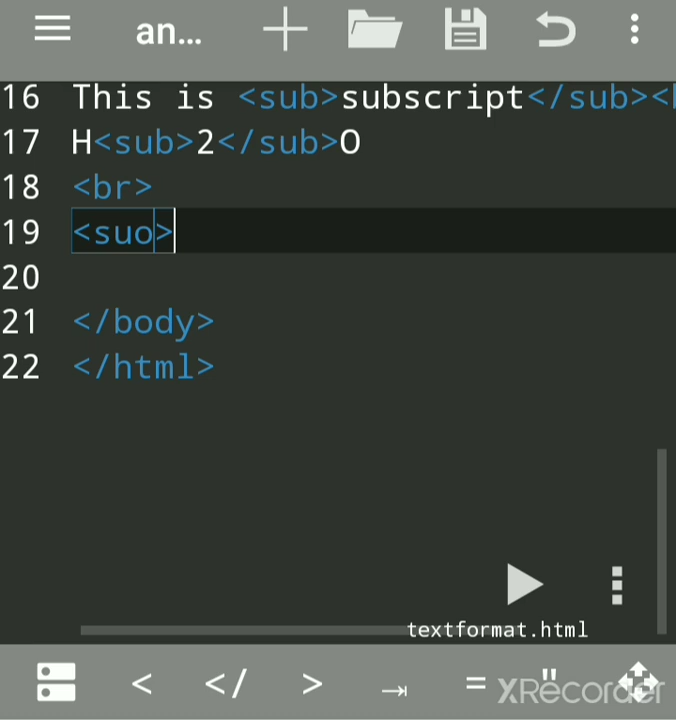 an...
16 This is <sub>subscript</sub><
17 H<sub>2</sub>O
18 <br>
19 <suo>
20
21 </body>
22 </html>
textformat.html
< </ > = "
XRecorder